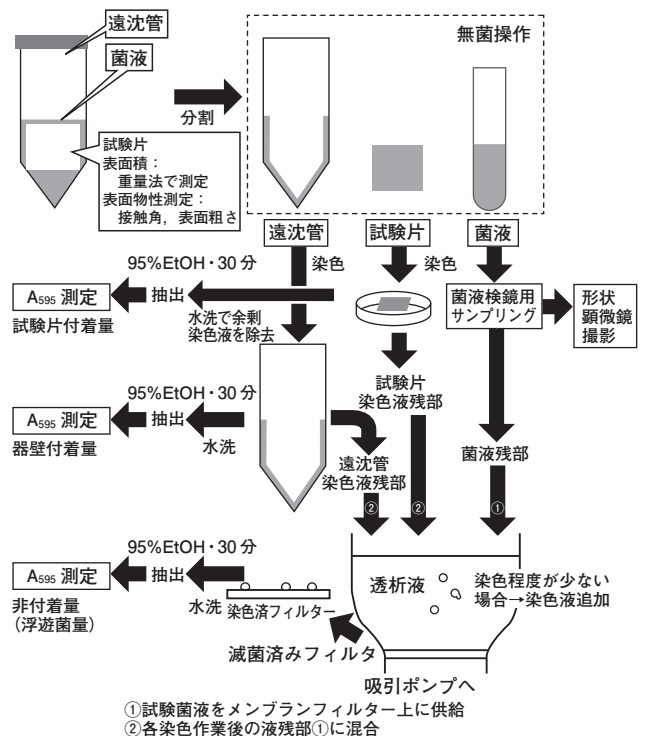 遠沈管
菌液
試験片
表面積：
重量法で測定
表面物性測定：
接触角，表面粗さ
分割
無菌操作
遠沈管
試験片
菌液
染色
染色
95%EtOH・30分
A595 測定
抽出
試験片付着量
水洗で余剰
染色液を除去
菌液検鏡用
サンプリング
形状
顕微鏡
撮影
試験片
染色液残部
95%EtOH・30分
A595 測定
抽出
器壁付着量
水洗
遠沈管
染色液残部
菌液残部
②
②
①
95%EtOH・30分
A595 測定
抽出
非付着量
（浮遊菌量）
水洗
染色済フィルター
透析液
染色程度が少ない
場合→染色液追加
滅菌済みフィルタ
吸引ポンプへ
①試験菌液をメンブランフィルター上に供給
②各染色作業後の液残部①に混合